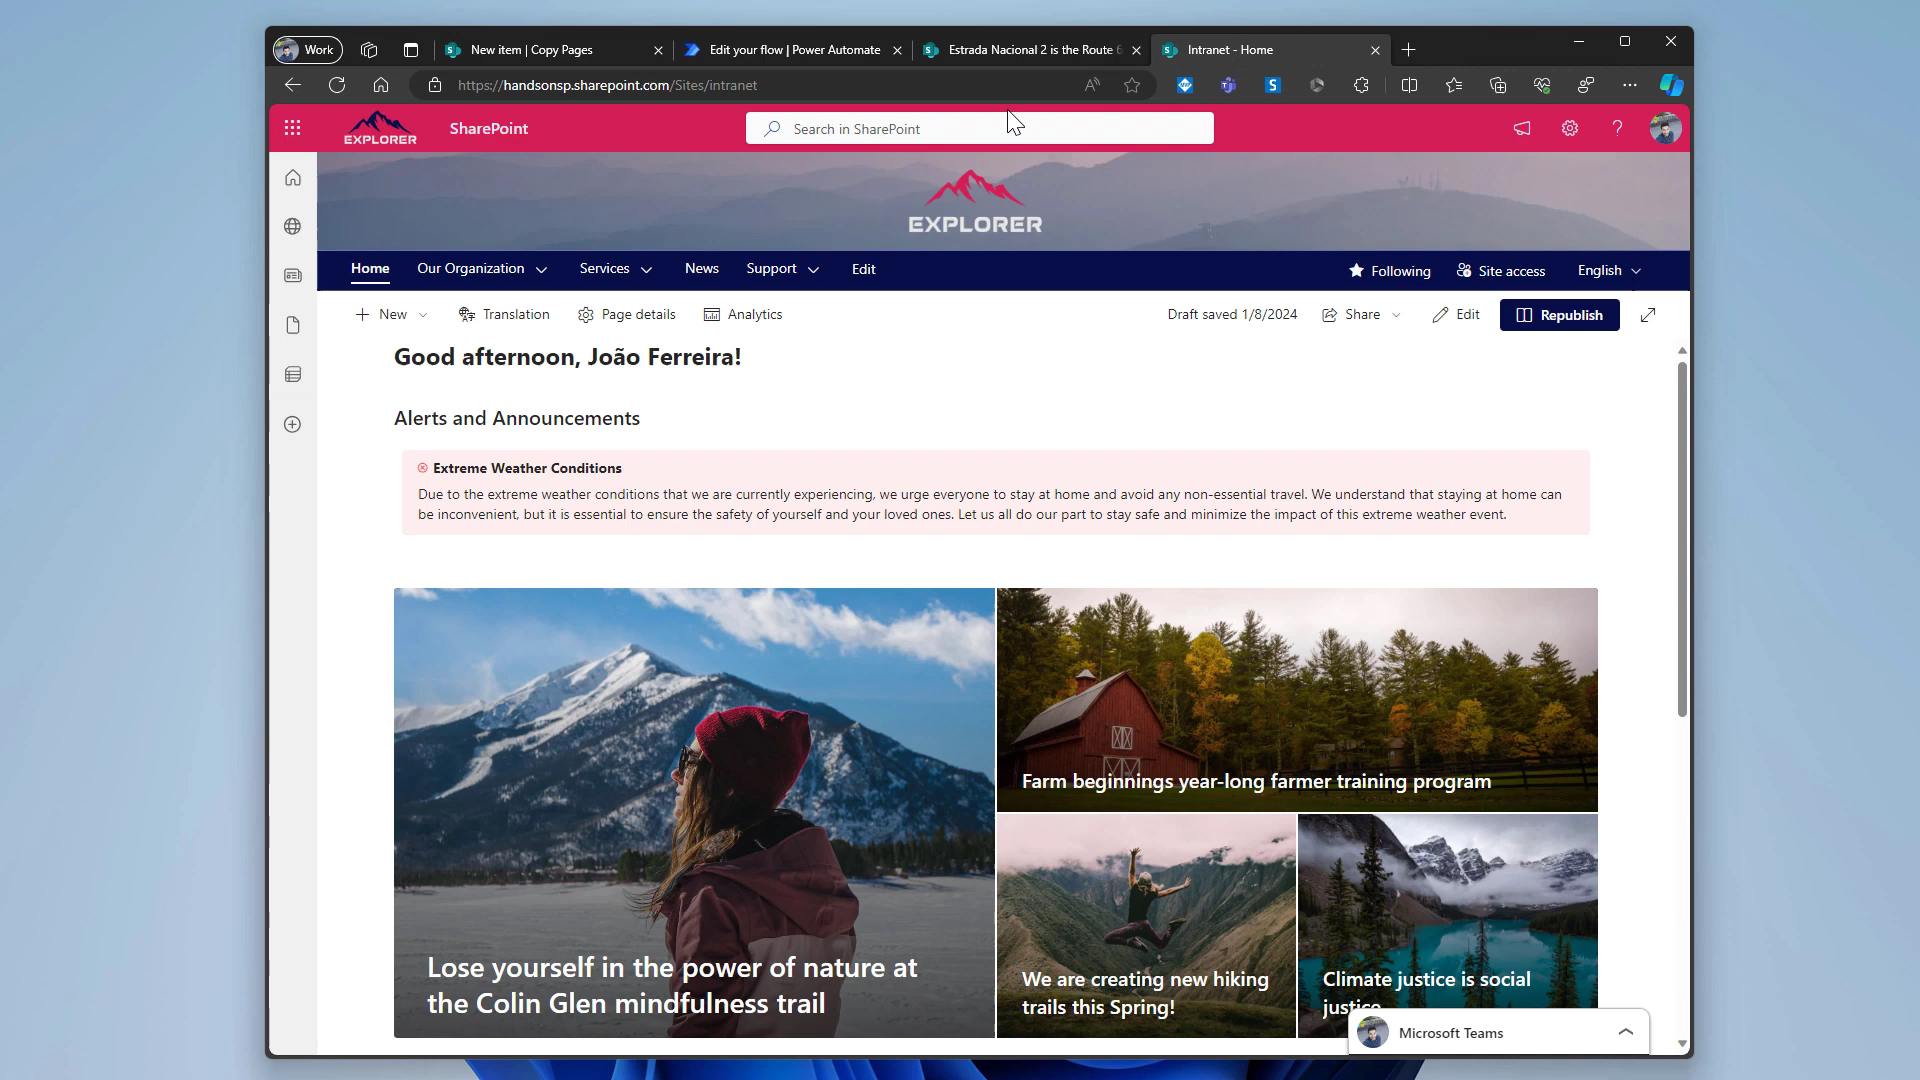 Work
New item | Copy Pages
Edit your flow | Power Automate
Estrada Nacional 2 is the Route 6
Intranet - Home
https://handsonsp.sharepoint.com/Sites/intranet
EXPLORER
SharePoint
Search in SharePoint
EXPLORER
Home
Our Organization
Services
News
Support
Edit
Following
Site access
English
New
Translation
Page details
Analytics
Draft saved 1/8/2024
Share
Edit
Republish
Good afternoon, João Ferreira!
Alerts and Announcements
Extreme Weather Conditions
Due to the extreme weather conditions that we are currently experiencing, we urge everyone to stay at home and avoid any non-essential travel. We understand that staying at home can
be inconvenient, but it is essential to ensure the safety of yourself and your loved ones. Let us all do our part to stay safe and minimize the impact of this extreme weather event.
Farm beginnings year-long farmer training program
Lose yourself in the power of nature at
the Colin Glen mindfulness trail
We are creating new hiking
trails this Spring!
Climate justice is social
justice
Microsoft Teams